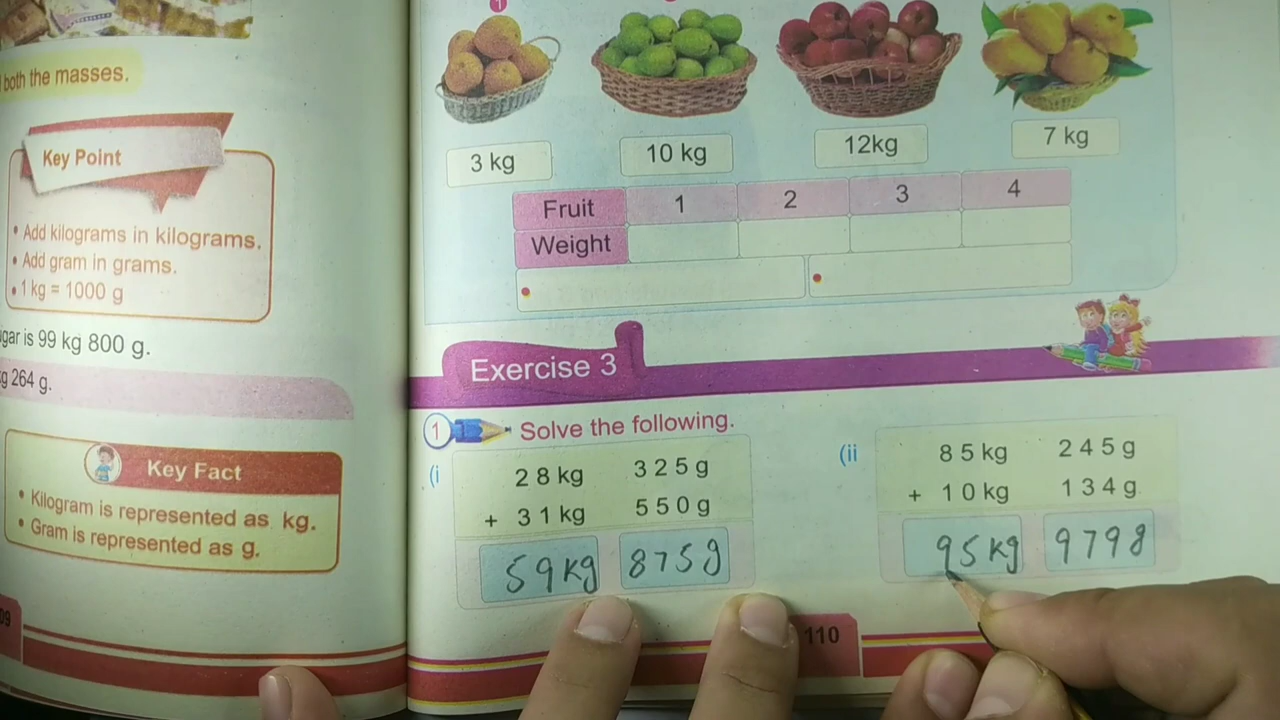 both the masses.
Key Point
• Add kilograms in kilograms.
• Add gram in grams.
• 1 kg = 1000 g
gar is 99 kg 800 g.
g 264 g.
Key Fact
• Kilogram is represented as kg.
• Gram is represented as g.
09
1
3 kg
10 kg
12kg
7 kg
Fruit 1 2 3 4
Weight
Exercise 3
1 Solve the following.
(i
28 kg 325 g
+ 31 kg 550 g
59 kg 875 g
(ii
85 kg 245 g
+ 10 kg 134 g
95 kg 979 g
110